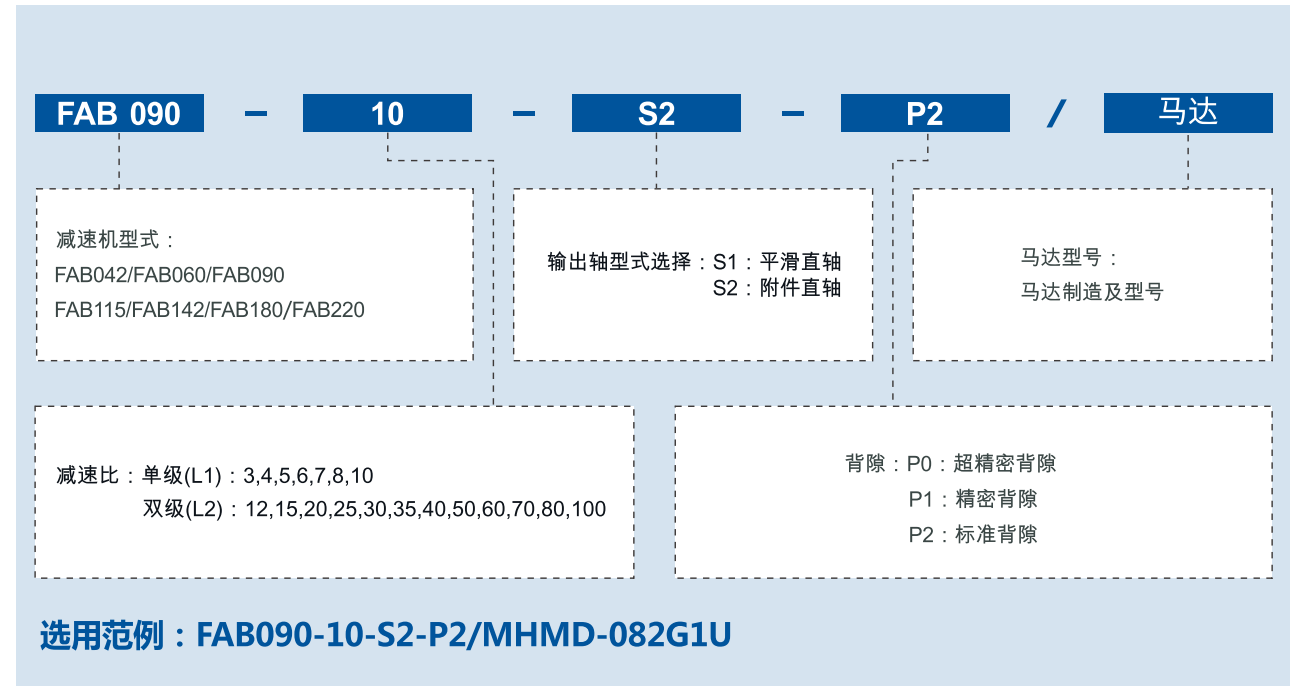 FAB 090 – 10 – S2 – P2 / 马达
减速机型式：
FAB042/FAB060/FAB090
FAB115/FAB142/FAB180/FAB220
输出轴型式选择：S1：平滑直轴
S2：附件直轴
马达型号：
马达制造及型号
减速比：单级(L1)：3,4,5,6,7,8,10
双级(L2)：12,15,20,25,30,35,40,50,60,70,80,100
背隙：P0：超精密背隙
P1：精密背隙
P2：标准背隙
选用范例：FAB090-10-S2-P2/MHMD-082G1U